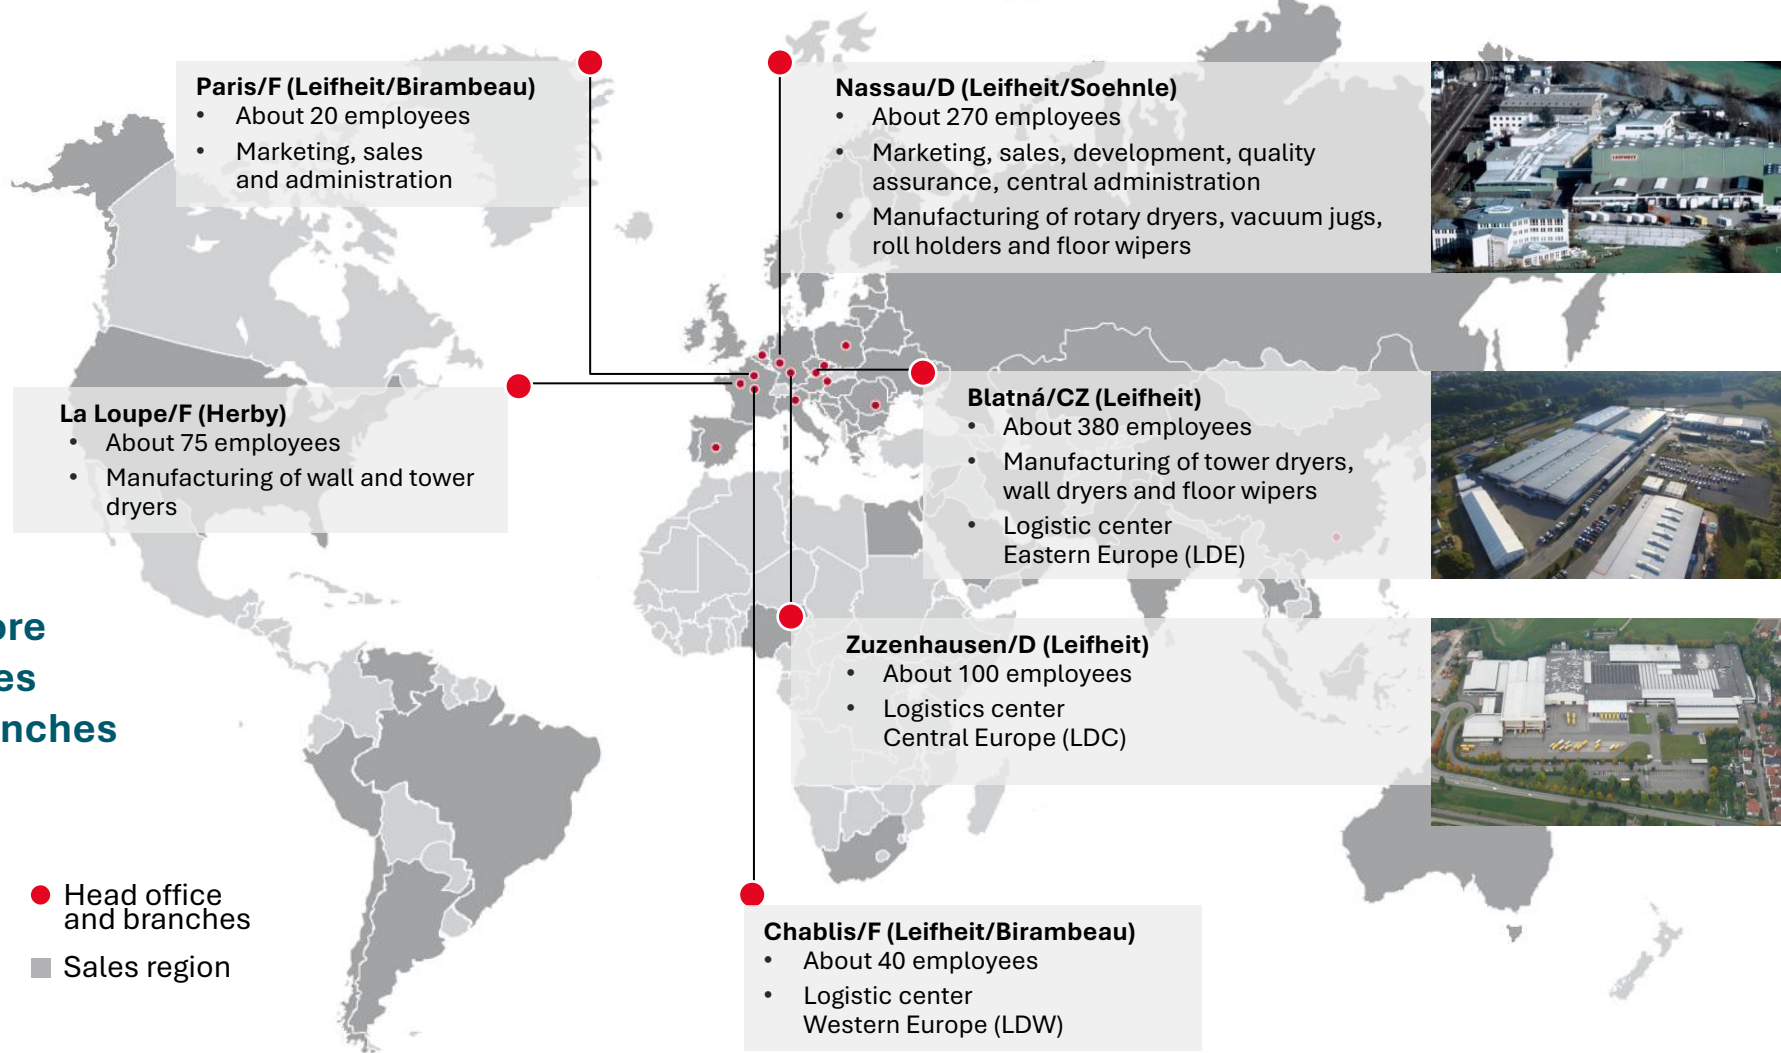 Paris/F (Leifheit/Birambeau)
• About 20 employees
• Marketing, sales
and administration
Nassau/D (Leifheit/Soehnle)
• About 270 employees
• Marketing, sales, development, quality
assurance, central administration
• Manufacturing of rotary dryers, vacuum jugs,
roll holders and floor wipers
LEIFHEIT
La Loupe/F (Herby)
• About 75 employees
• Manufacturing of wall and tower
dryers
Blatná/CZ (Leifheit)
• About 380 employees
• Manufacturing of tower dryers,
wall dryers and floor wipers
• Logistic center
Eastern Europe (LDE)
Zuzenhausen/D (Leifheit)
• About 100 employees
• Logistics center
Central Europe (LDC)
ore
es
nches
Head office
and branches
Sales region
Chablis/F (Leifheit/Birambeau)
• About 40 employees
• Logistic center
Western Europe (LDW)